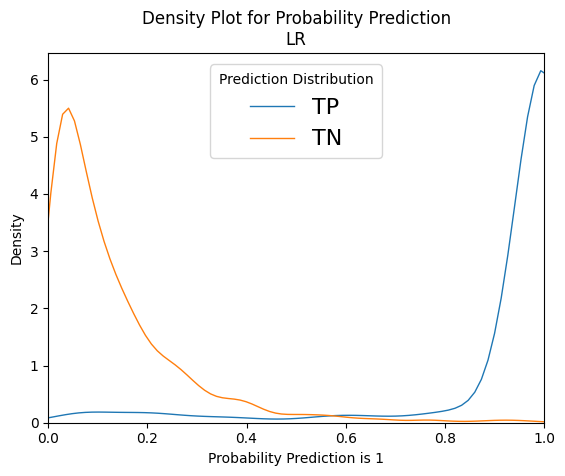 Density Plot for Probability Prediction
LR
Prediction Distribution
TP
TN
Density
6
5
4
3
2
1
0
0.0 0.2 0.4 0.6 0.8 1.0
Probability Prediction is 1